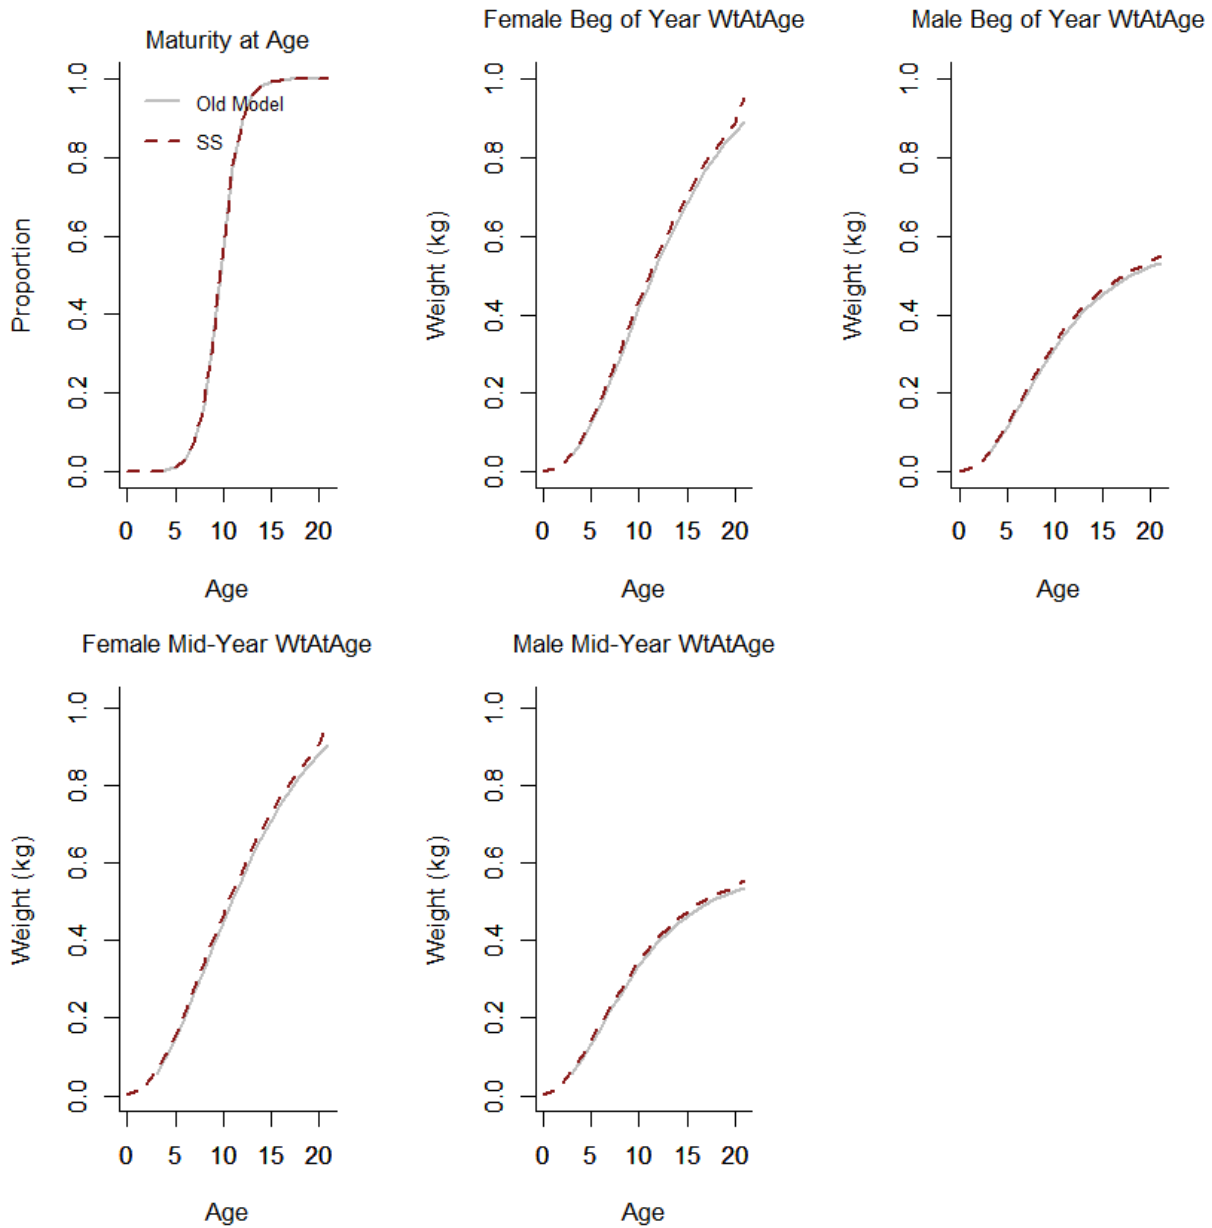 Maturity at Age
Proportion
1.0
0.8
0.6
0.4
0.2
0.0
Old Model
SS
0 5 10 15 20
Age
Female Beg of Year WtAtAge
Weight (kg)
1.0
0.8
0.6
0.4
0.2
0.0
0 5 10 15 20
Age
Male Beg of Year WtAtAge
Weight (kg)
1.0
0.8
0.6
0.4
0.2
0.0
0 5 10 15 20
Age
Female Mid-Year WtAtAge
Weight (kg)
1.0
0.8
0.6
0.4
0.2
0.0
0 5 10 15 20
Age
Male Mid-Year WtAtAge
Weight (kg)
1.0
0.8
0.6
0.4
0.2
0.0
0 5 10 15 20
Age